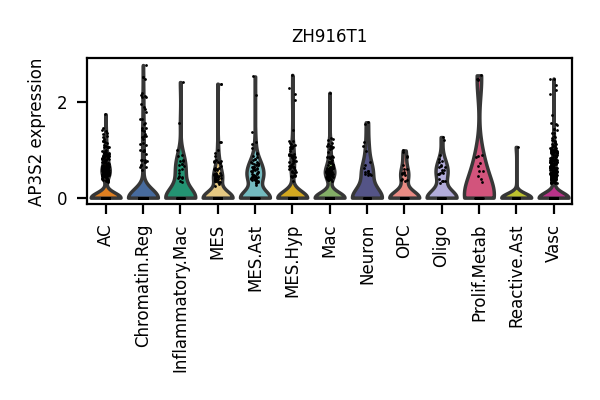 ZH916T1
AP3S2 expression
2
0
AC
Chromatin.Reg
Inflammatory.Mac
MES
MES.Ast
MES.Hyp
Mac
Neuron
OPC
Oligo
Prolif.Metab
Reactive.Ast
Vasc